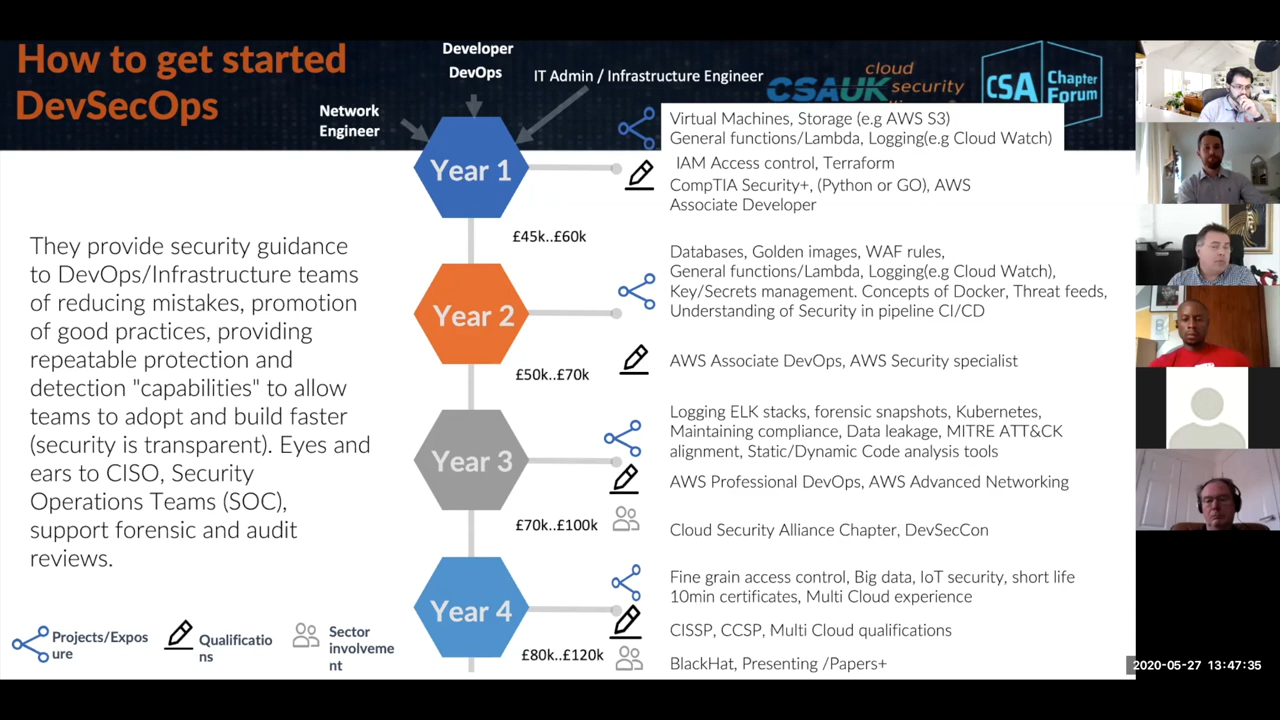 How to get started
DevSecOps
Developer
DevOps
IT Admin / Infrastructure Engineer
Network
Engineer
CSAUK cloud
security
CSA Chapter
Forum
Year 1
Virtual Machines, Storage (e.g AWS S3)
General functions/Lambda, Logging(e.g Cloud Watch)
IAM Access control, Terraform
CompTIA Security+, (Python or GO), AWS
Associate Developer
£45k..£60k
They provide security guidance
to DevOps/Infrastructure teams
of reducing mistakes, promotion
of good practices, providing
repeatable protection and
detection "capabilities" to allow
teams to adopt and build faster
(security is transparent). Eyes and
ears to CISO, Security
Operations Teams (SOC),
support forensic and audit
reviews.
Year 2
Databases, Golden images, WAF rules,
General functions/Lambda, Logging(e.g Cloud Watch),
Key/Secrets management. Concepts of Docker, Threat feeds,
Understanding of Security in pipeline CI/CD
AWS Associate DevOps, AWS Security specialist
£50k..£70k
Year 3
Logging ELK stacks, forensic snapshots, Kubernetes,
Maintaining compliance, Data leakage, MITRE ATT&CK
alignment, Static/Dynamic Code analysis tools
AWS Professional DevOps, AWS Advanced Networking
£70k..£100k
Cloud Security Alliance Chapter, DevSecCon
Year 4
Fine grain access control, Big data, IoT security, short life
10min certificates, Multi Cloud experience
CISSP, CCSP, Multi Cloud qualifications
£80k..£120k
BlackHat, Presenting /Papers+
Projects/Expos
ure
Qualificatio
ns
Sector
involveme
nt
2020-05-27 13:47:35